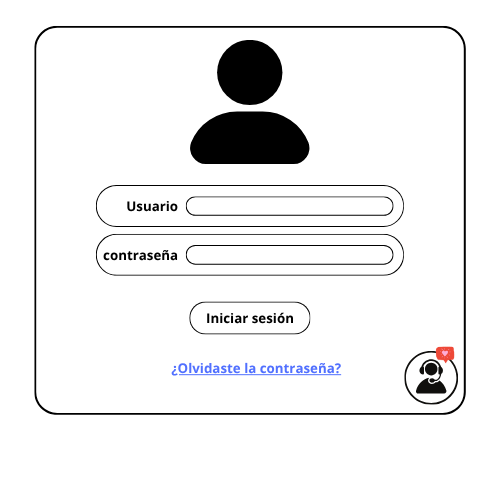 Usuario
contraseña
Iniciar sesión
¿Olvidaste la contraseña?